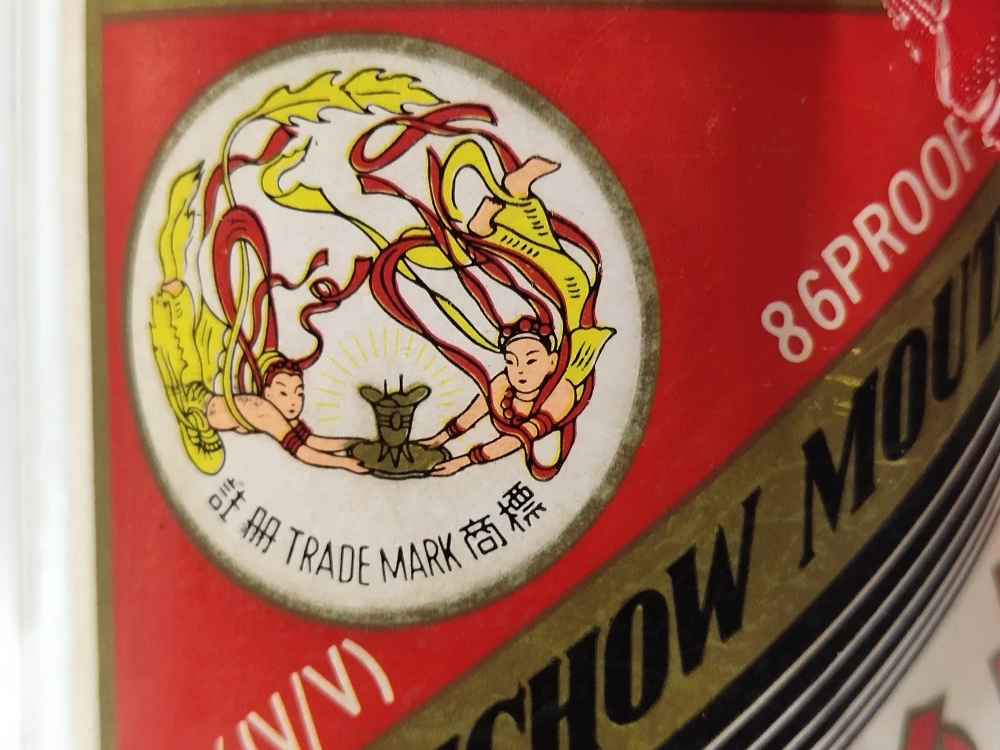 註冊 TRADE MARK 商標
86PROOF
V/V)
CHOW MOUT